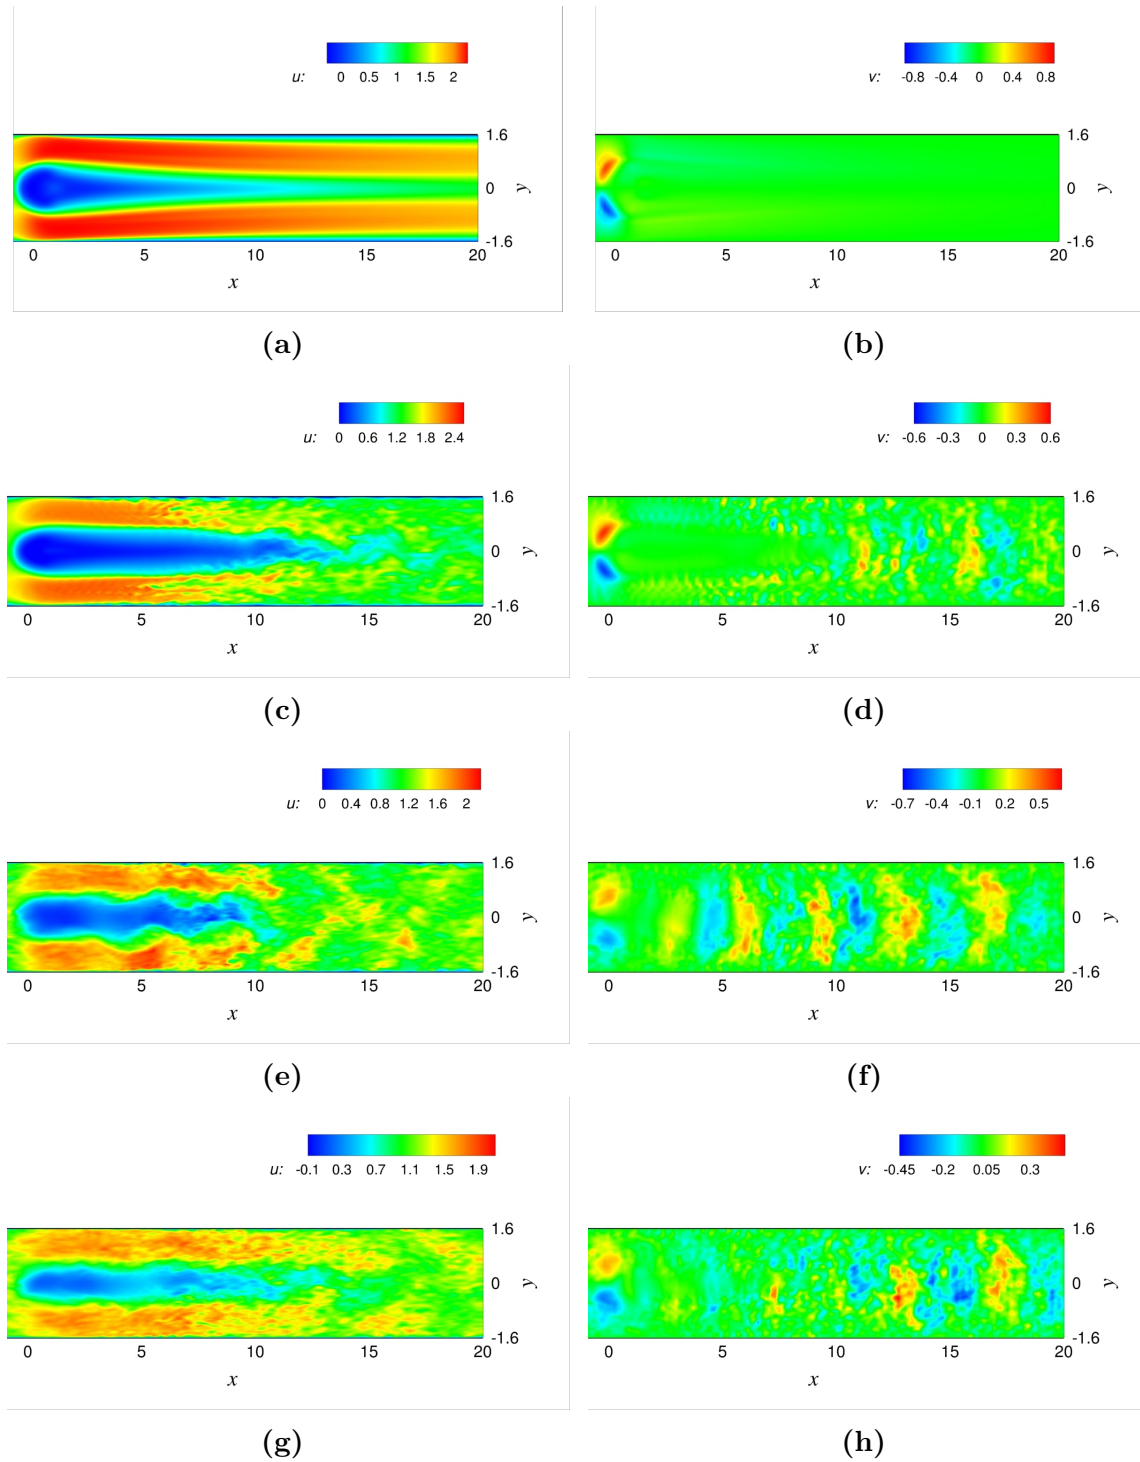 u: 0 0.5 1 1.5 2
v: -0.8 -0.4 0 0.4 0.8
1.6
0
-1.6
y
0 5 10 15 20
x
1.6
0
-1.6
y
0 5 10 15 20
x
(a)
(b)
u: 0 0.6 1.2 1.8 2.4
v: -0.6 -0.3 0 0.3 0.6
1.6
0
-1.6
y
0 5 10 15 20
x
1.6
0
-1.6
y
0 5 10 15 20
x
(c)
(d)
u: 0 0.4 0.8 1.2 1.6 2
v: -0.7 -0.4 -0.1 0.2 0.5
1.6
0
-1.6
y
0 5 10 15 20
x
1.6
0
-1.6
y
0 5 10 15 20
x
(e)
(f)
u: -0.1 0.3 0.7 1.1 1.5 1.9
v: -0.45 -0.2 0.05 0.3
1.6
0
-1.6
y
0 5 10 15 20
x
1.6
0
-1.6
y
0 5 10 15 20
x
(g)
(h)